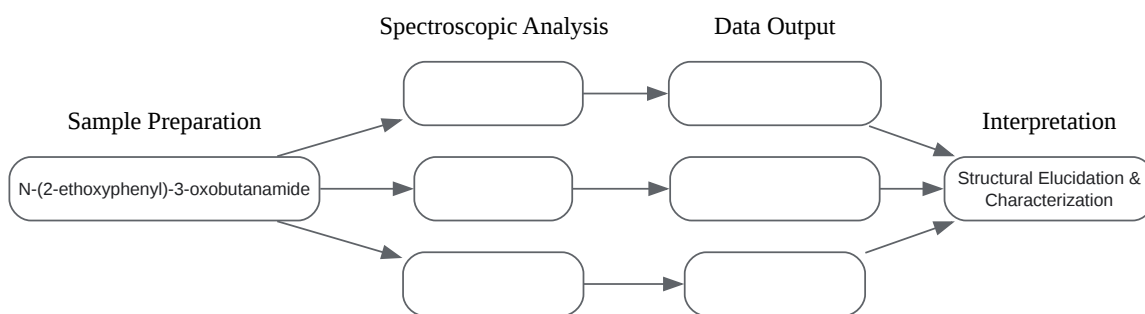 Spectroscopic Analysis
Data Output
Sample Preparation
Interpretation
N-(2-ethoxyphenyl)-3-oxobutanamide
Structural Elucidation &
Characterization